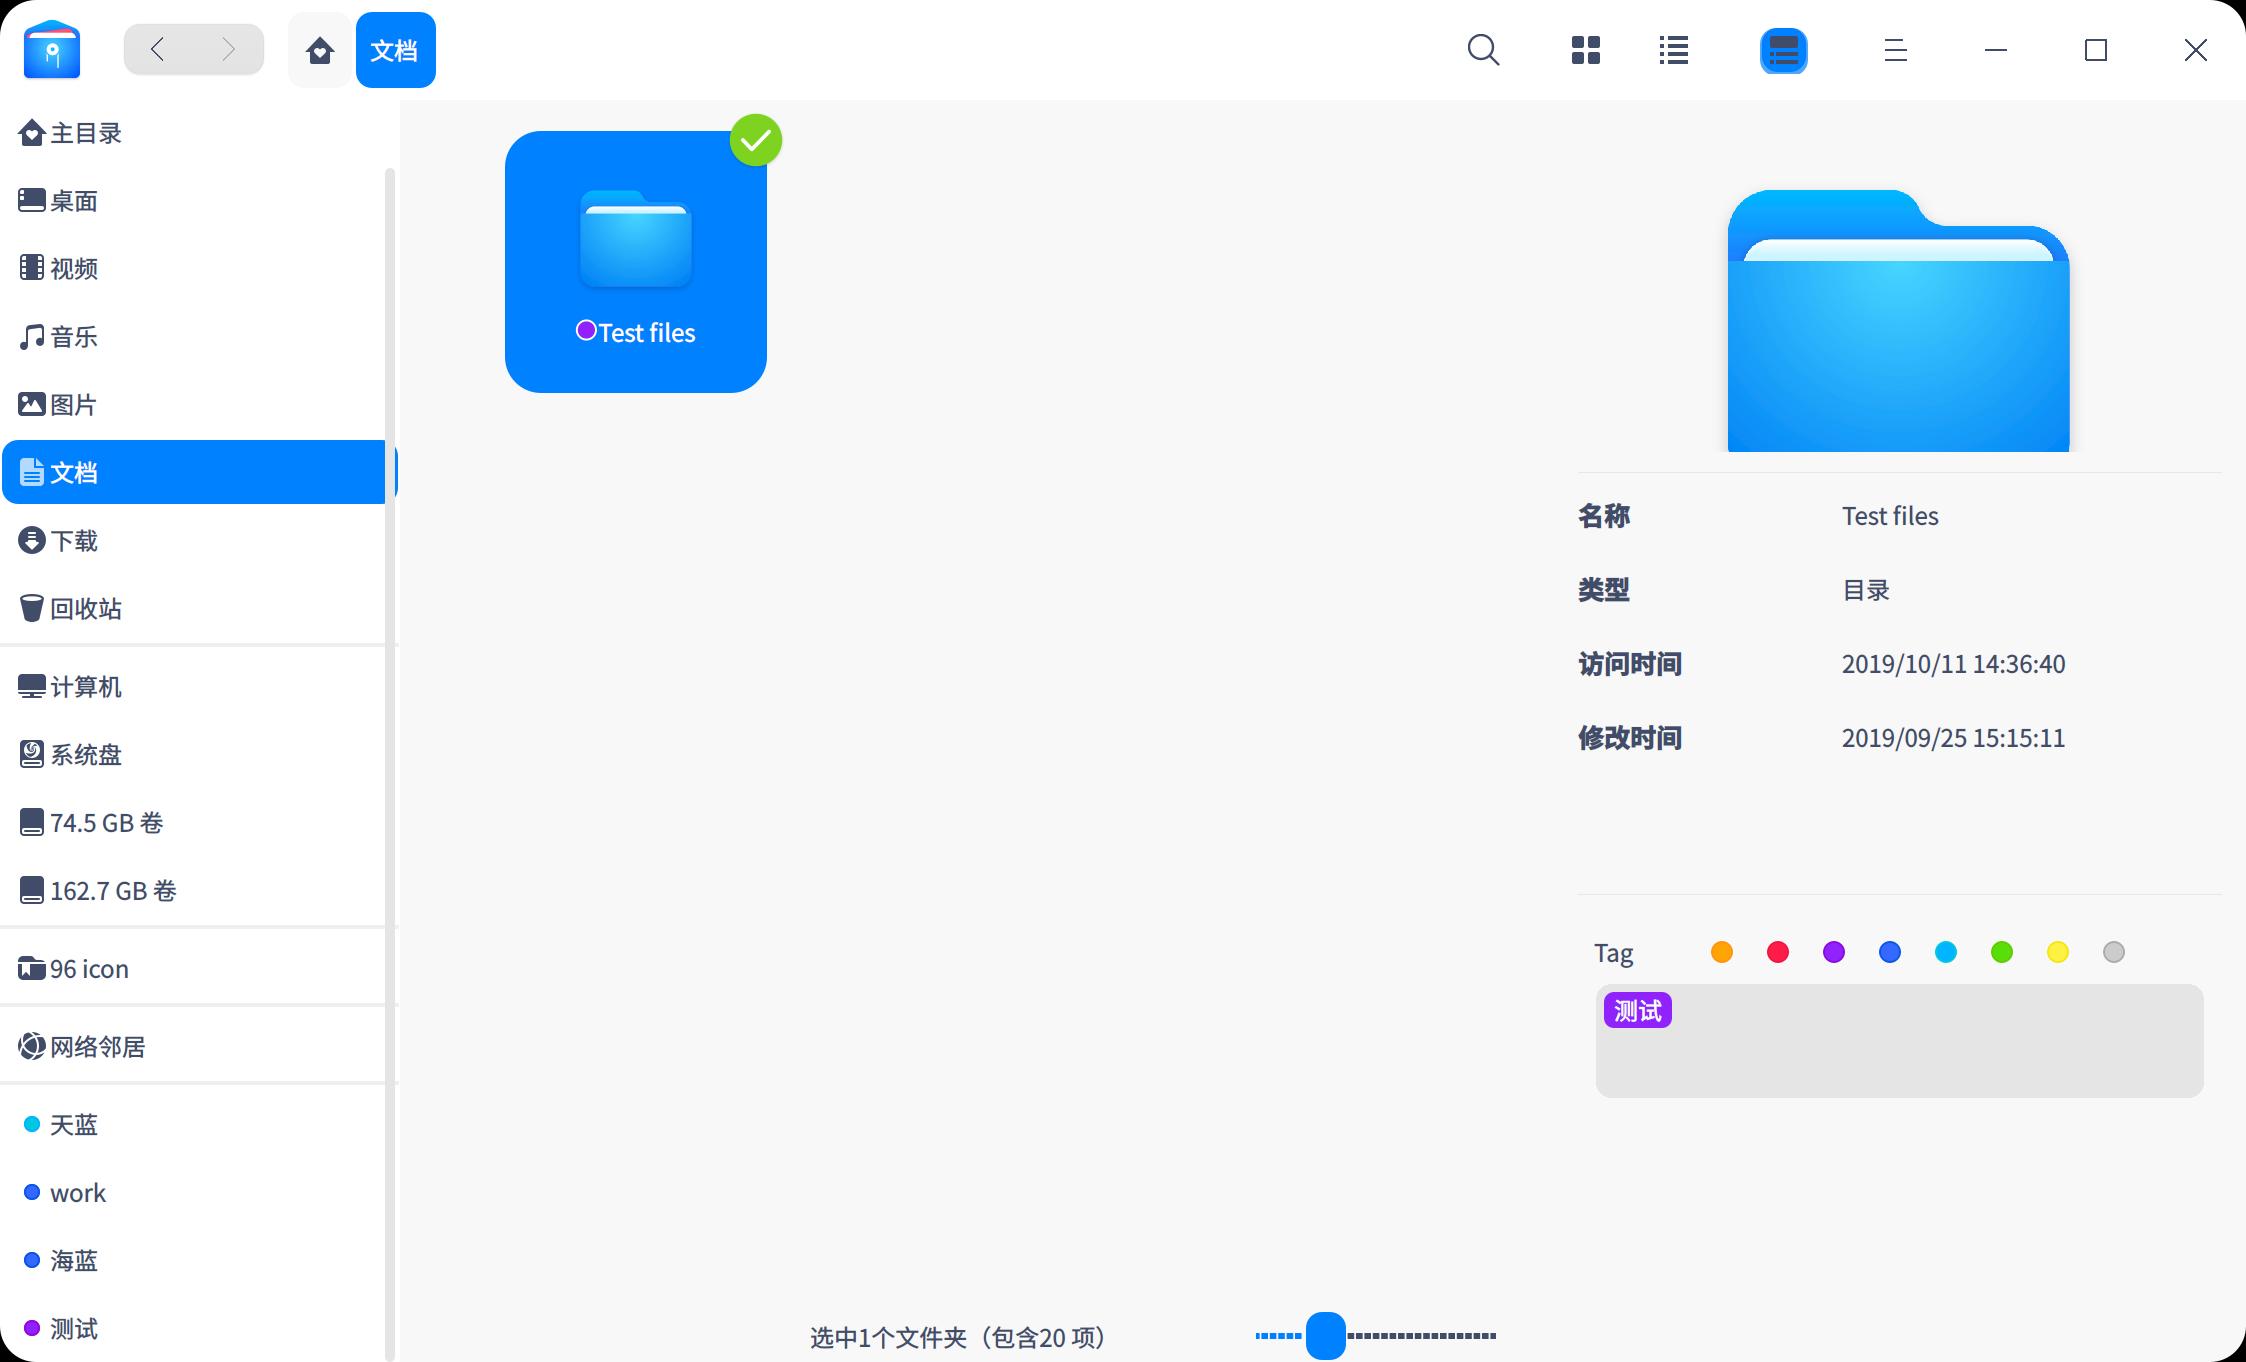 文档
主目录
桌面
视频
音乐
图片
文档
下载
回收站
计算机
系统盘
74.5 GB 卷
162.7 GB 卷
96 icon
网络邻居
天蓝
work
海蓝
测试
Test files
选中1个文件夹（包含20 项）
名称 Test files
类型 目录
访问时间 2019/10/11 14:36:40
修改时间 2019/09/25 15:15:11
Tag
测试